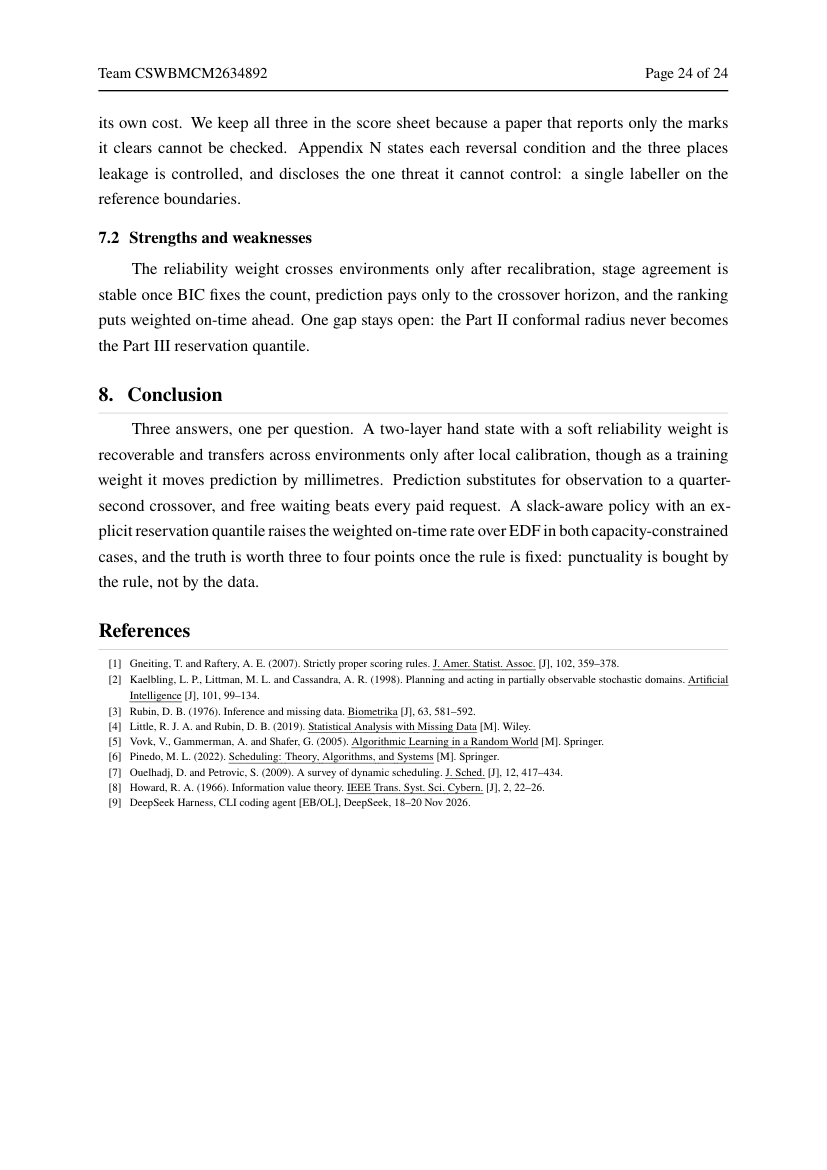 Team CSWBMCM2634892 Page 24 of 24
its own cost. We keep all three in the score sheet because a paper that reports only the marks
it clears cannot be checked. Appendix N states each reversal condition and the three places
leakage is controlled, and discloses the one threat it cannot control: a single labeller on the
reference boundaries.
7.2 Strengths and weaknesses
The reliability weight crosses environments only after recalibration, stage agreement is
stable once BIC fixes the count, prediction pays only to the crossover horizon, and the ranking
puts weighted on-time ahead. One gap stays open: the Part II conformal radius never becomes
the Part III reservation quantile.
8. Conclusion
Three answers, one per question. A two-layer hand state with a soft reliability weight is
recoverable and transfers across environments only after local calibration, though as a training
weight it moves prediction by millimetres. Prediction substitutes for observation to a quarter-
second crossover, and free waiting beats every paid request. A slack-aware policy with an ex-
plicit reservation quantile raises the weighted on-time rate over EDF in both capacity-constrained
cases, and the truth is worth three to four points once the rule is fixed: punctuality is bought by
the rule, not by the data.
References
[1] Gneiting, T. and Raftery, A. E. (2007). Strictly proper scoring rules. J. Amer. Statist. Assoc. [J], 102, 359–378.
[2] Kaelbling, L. P., Littman, M. L. and Cassandra, A. R. (1998). Planning and acting in partially observable stochastic domains. Artificial
Intelligence [J], 101, 99–134.
[3] Rubin, D. B. (1976). Inference and missing data. Biometrika [J], 63, 581–592.
[4] Little, R. J. A. and Rubin, D. B. (2019). Statistical Analysis with Missing Data [M]. Wiley.
[5] Vovk, V., Gammerman, A. and Shafer, G. (2005). Algorithmic Learning in a Random World [M]. Springer.
[6] Pinedo, M. L. (2022). Scheduling: Theory, Algorithms, and Systems [M]. Springer.
[7] Ouelhadj, D. and Petrovic, S. (2009). A survey of dynamic scheduling. J. Sched. [J], 12, 417–434.
[8] Howard, R. A. (1966). Information value theory. IEEE Trans. Syst. Sci. Cybern. [J], 2, 22–26.
[9] DeepSeek Harness, CLI coding agent [EB/OL], DeepSeek, 18–20 Nov 2026.